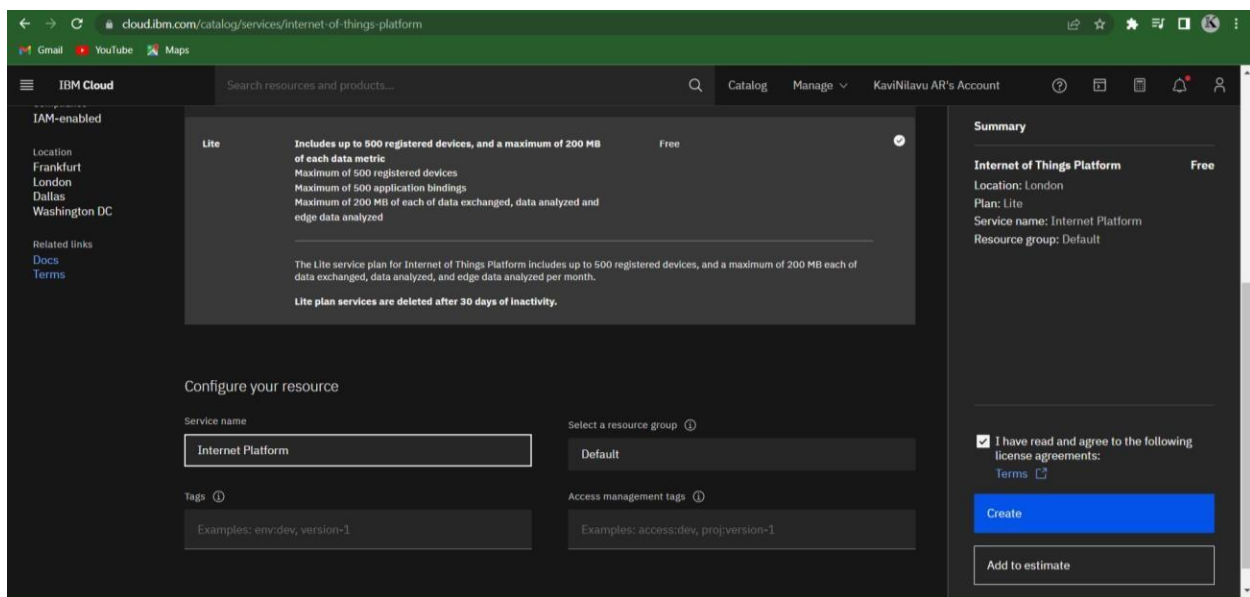 cloud.ibm.com/catalog/services/internet-of-things-platform
Gmail
YouTube
Maps
IBM Cloud
Search resources and products...
Catalog
Manage
KaviNilavu AR's Account
IAM-enabled
Location
Frankfurt
London
Dallas
Washington DC
Related links
Docs
Terms
Lite
Includes up to 500 registered devices, and a maximum of 200 MB
of each data metric
Maximum of 500 registered devices
Maximum of 500 application bindings
Maximum of 200 MB of each of data exchanged, data analyzed and
edge data analyzed
Free
The Lite service plan for Internet of Things Platform includes up to 500 registered devices, and a maximum of 200 MB each of
data exchanged, data analyzed, and edge data analyzed per month.
Lite plan services are deleted after 30 days of inactivity.
Configure your resource
Service name
Internet Platform
Select a resource group
Default
Tags
Examples: env:dev, version-1
Access management tags
Examples: access:dev, proj:version-1
Summary
Internet of Things Platform Free
Location: London
Plan: Lite
Service name: Internet Platform
Resource group: Default
I have read and agree to the following
license agreements:
Terms
Create
Add to estimate